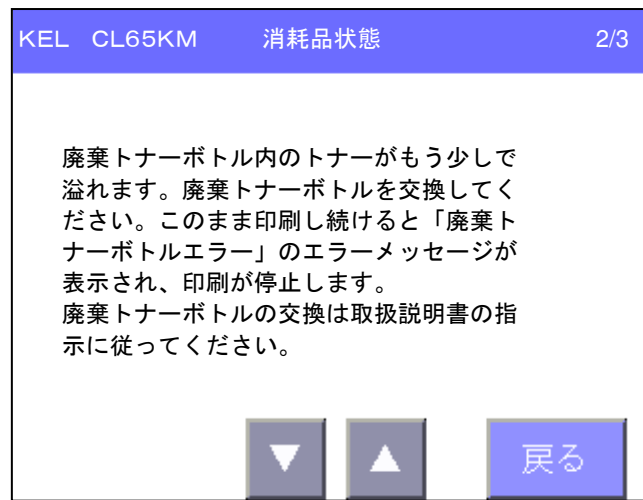 KEL CL65KM 消耗品状態 2/3
廃棄トナーボトル内のトナーがもう少しで
溢れます。廃棄トナーボトルを交換してく
ださい。このまま印刷し続けると「廃棄ト
ナーボトルエラー」のエラーメッセージが
表示され、印刷が停止します。
廃棄トナーボトルの交換は取扱説明書の指
示に従ってください。
▼ ▲ 戻る